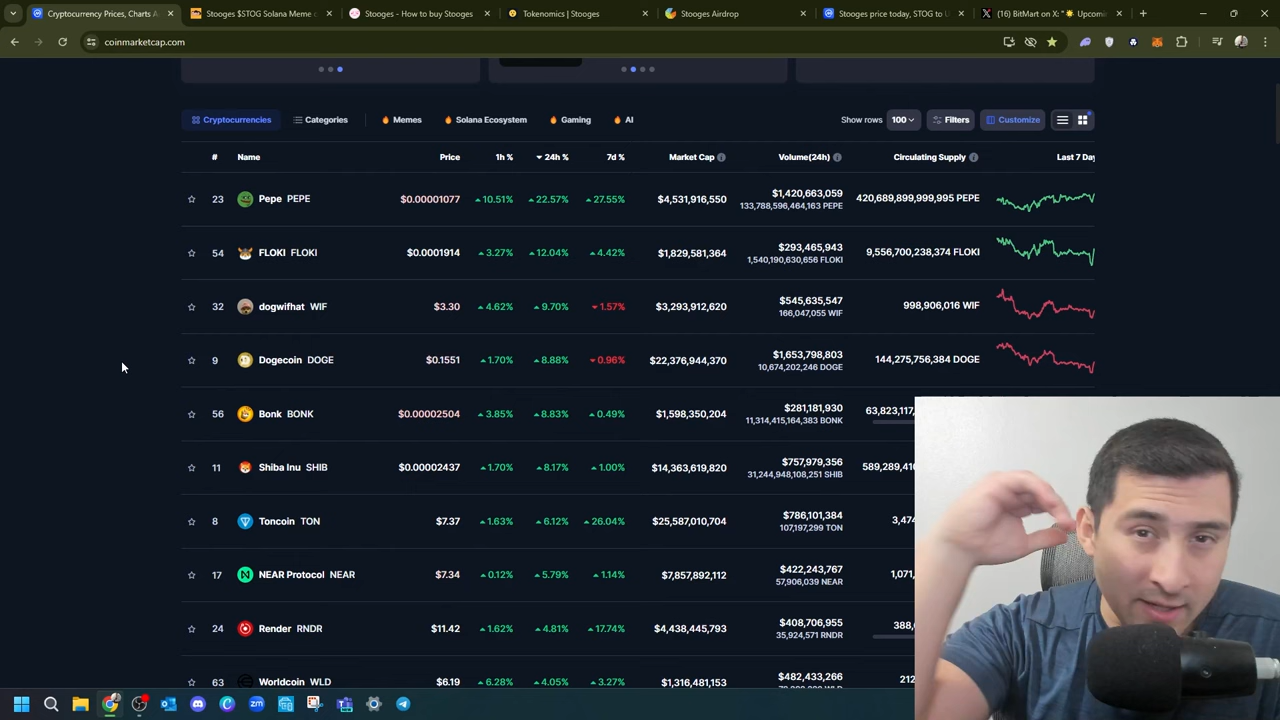 Cryptocurrency Prices, Charts A
Stooges $STOG Solana Meme c
Stooges - How to buy Stooges
Tokenomics | Stooges
Stooges Airdrop
Stooges price today, STOG to U
(16) BitMart on X: "🌟 Upcomi
coinmarketcap.com
Cryptocurrencies
Categories
Memes
Solana Ecosystem
Gaming
AI
Show rows
100
Filters
Customize
# Name Price 1h % 24h % 7d % Market Cap Volume(24h) Circulating Supply Last 7 Day
23 Pepe PEPE $0.00001077 10.51% 22.57% 27.55% $4,531,916,550 $1,420,663,059 420,689,899,999,995 PEPE
133,788,596,464,163 PEPE
54 FLOKI FLOKI $0.0001914 3.27% 12.04% 4.42% $1,829,581,364 $293,465,943 9,556,700,238,374 FLOKI
1,540,190,630,656 FLOKI
32 dogwifhat WIF $3.30 4.62% 9.70% 1.57% $3,293,912,620 $545,635,547 998,906,016 WIF
166,047,055 WIF
9 Dogecoin DOGE $0.1551 1.70% 8.88% 0.96% $22,376,944,370 $1,653,798,803 144,275,756,384 DOGE
10,674,202,246 DOGE
56 Bonk BONK $0.00002504 3.85% 8.83% 0.49% $1,598,350,204 $281,181,930 63,823,117,
11,314,415,164,383 BONK
11 Shiba Inu SHIB $0.00002437 1.70% 8.17% 1.00% $14,363,619,820 $757,979,356 589,289,41
31,244,948,108,251 SHIB
8 Toncoin TON $7.37 1.63% 6.12% 26.04% $25,587,010,704 $786,101,384 3,474
107,197,299 TON
17 NEAR Protocol NEAR $7.34 0.12% 5.79% 1.14% $7,857,892,112 $422,243,767 1,071,
57,906,039 NEAR
24 Render RNDR $11.42 1.62% 4.81% 17.74% $4,438,445,793 $408,706,955 388,
35,924,571 RNDR
63 Worldcoin WLD $6.19 6.28% 4.05% 3.27% $1,316,481,153 $482,433,266 212